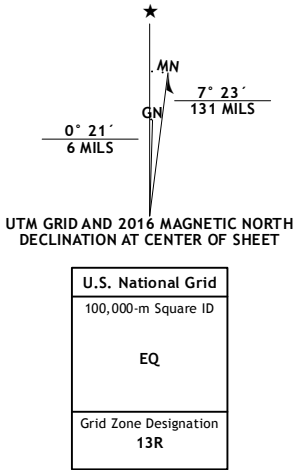 MN
7° 23´
131 MILS
GN
0° 21´
6 MILS
UTM GRID AND 2016 MAGNETIC NORTH
DECLINATION AT CENTER OF SHEET
U.S. National Grid
100,000-m Square ID
EQ
Grid Zone Designation
13R